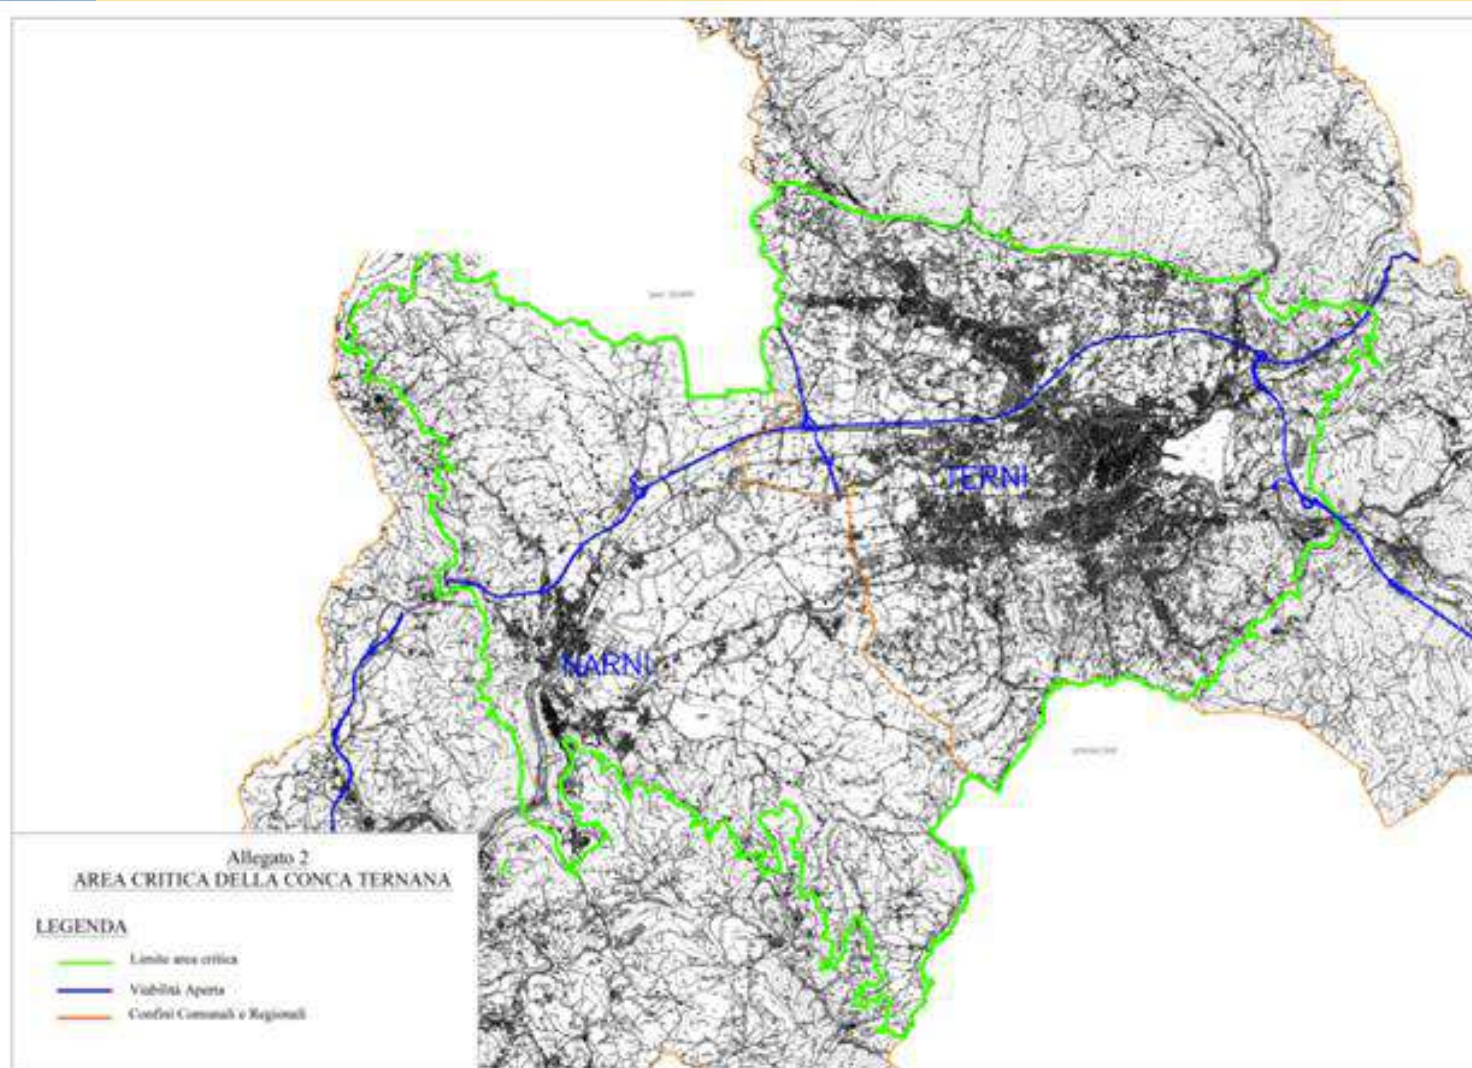 TERNI
NARNI
Allegato 2
AREA CRITICA DELLA CONCA TERNANA
LEGENDA
Limite area critica
Viabilità Aperta
Confini Comunali e Regionali